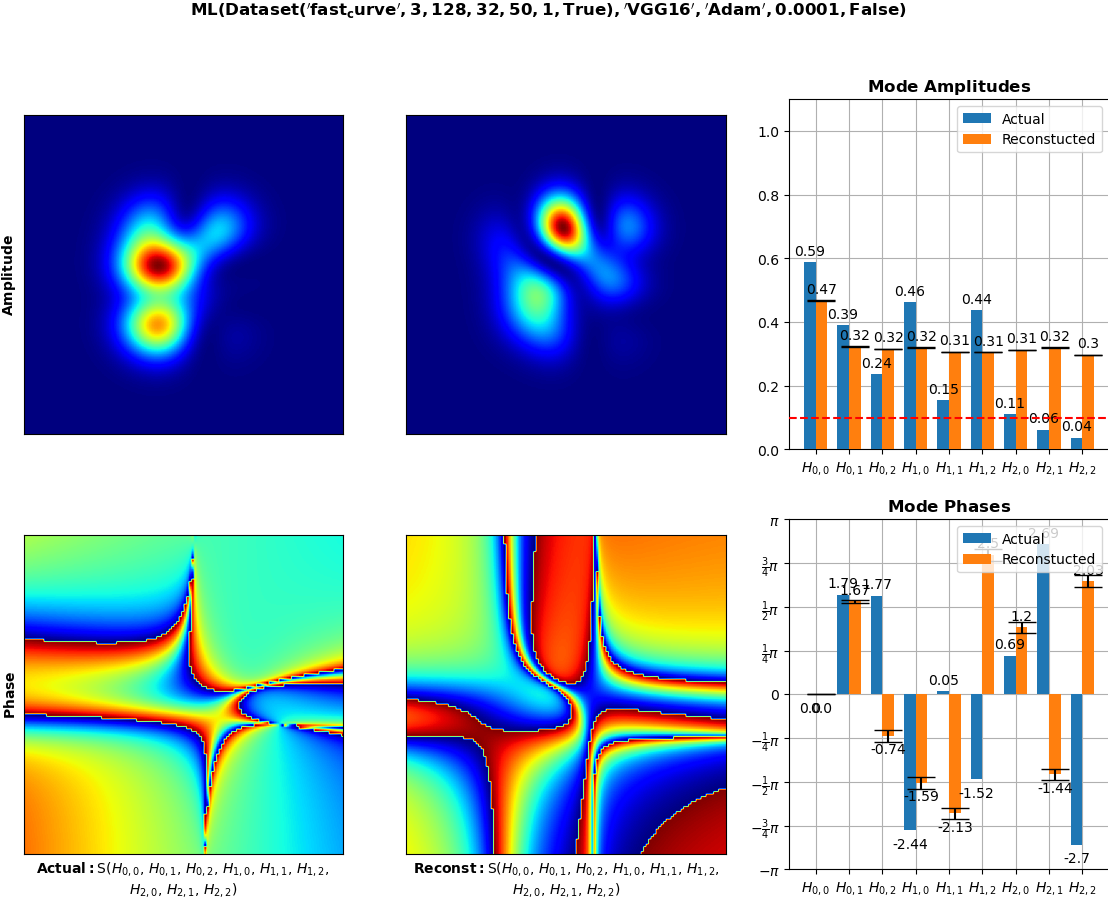 ML(Dataset('fast_curve', 3, 128, 32, 50, 1, True), 'VGG16', 'Adam', 0.0001, False)
Amplitude
Mode Amplitudes
Actual
Reconstucted
1.0
0.8
0.6
0.4
0.2
0.0
0.59
0.47
0.39
0.32
0.24
0.32
0.46
0.32
0.15
0.31
0.44
0.31
0.11
0.31
0.06
0.32
0.04
0.3
H0,0 H0,1 H0,2 H1,0 H1,1 H1,2 H2,0 H2,1 H2,2
Phase
Actual: S(H0,0, H0,1, H0,2, H1,0, H1,1, H1,2,
H2,0, H2,1, H2,2)
Reconst: S(H0,0, H0,1, H0,2, H1,0, H1,1, H1,2,
H2,0, H2,1, H2,2)
Mode Phases
Actual
Reconstucted
π
3/4π
1/2π
1/4π
0
−1/4π
−1/2π
−3/4π
−π
0.0
0.0
1.79
1.67
1.77
-0.74
-2.44
-1.59
0.05
-2.13
-1.52
2.5
0.69
1.2
2.69
-1.44
-2.7
2.03
H0,0 H0,1 H0,2 H1,0 H1,1 H1,2 H2,0 H2,1 H2,2